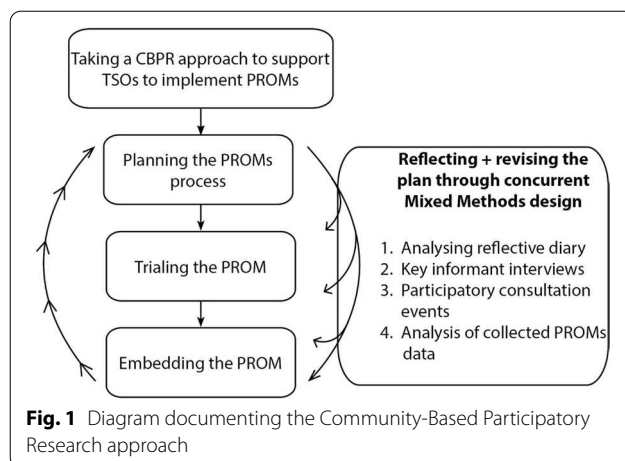 Taking a CBPR approach to support
TSOs to implement PROMs
Planning the PROMs
process
Trialing the PROM
Embedding the PROM
Reflecting + revising the
plan through concurrent
Mixed Methods design
1. Analysing reflective diary
2. Key informant interviews
3. Participatory consultation
events
4. Analysis of collected PROMs
data
Fig. 1 Diagram documenting the Community-Based Participatory
Research approach